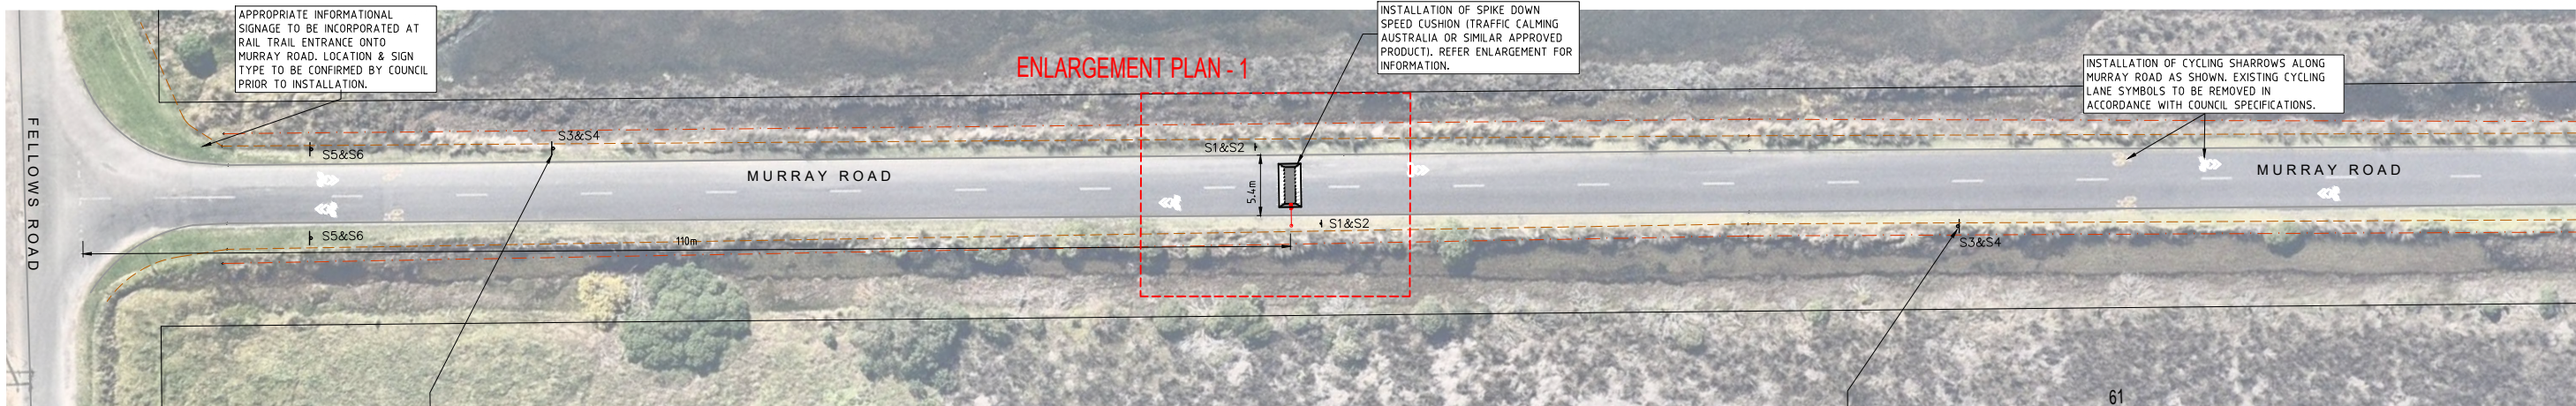 APPROPRIATE INFORMATIONAL
SIGNAGE TO BE INCORPORATED AT
RAIL TRAIL ENTRANCE ONTO
MURRAY ROAD. LOCATION & SIGN
TYPE TO BE CONFIRMED BY COUNCIL
PRIOR TO INSTALLATION.
INSTALLATION OF SPIKE DOWN
SPEED CUSHION (TRAFFIC CALMING
AUSTRALIA OR SIMILAR APPROVED
PRODUCT). REFER ENLARGEMENT FOR
INFORMATION.
ENLARGEMENT PLAN - 1
INSTALLATION OF CYCLING SHARROWS ALONG
MURRAY ROAD AS SHOWN. EXISTING CYCLING
LANE SYMBOLS TO BE REMOVED IN
ACCORDANCE WITH COUNCIL SPECIFICATIONS.
FELLOWS ROAD
S5&S6
S3&S4
S1&S2
MURRAY ROAD
5.4m
MURRAY ROAD
S5&S6
110m
S1&S2
S3&S4
61